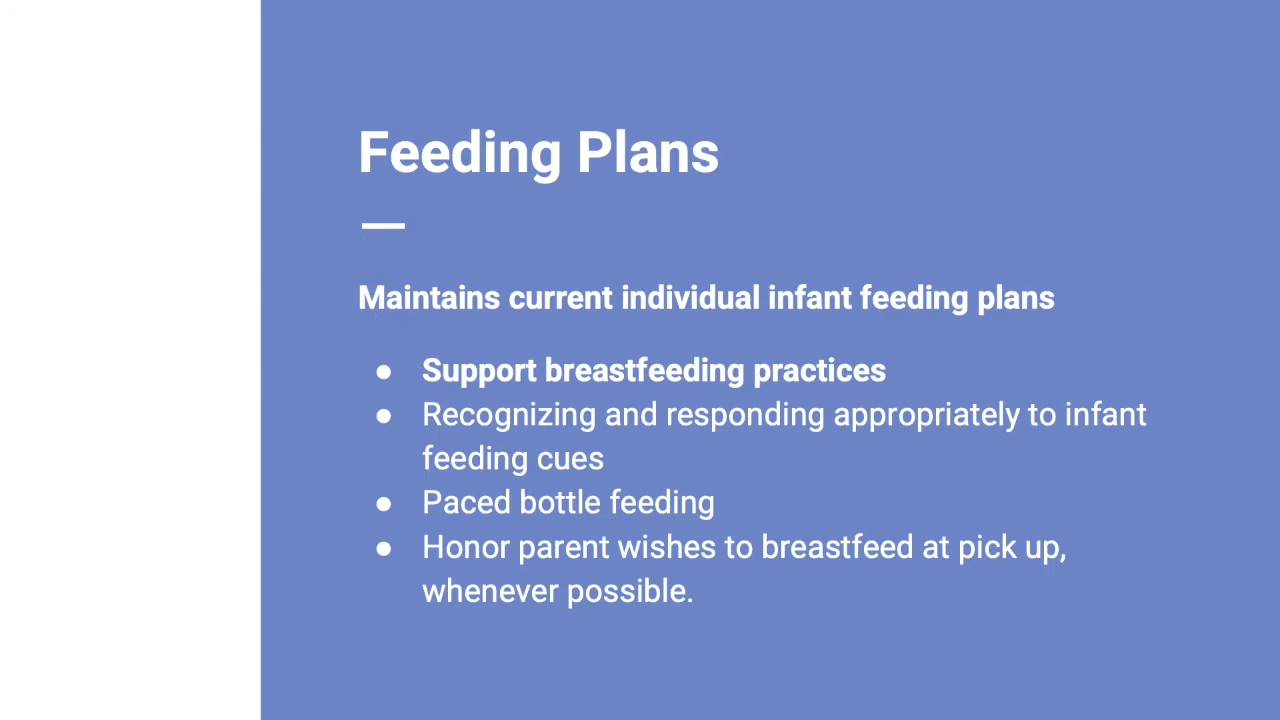 Feeding Plans
Maintains current individual infant feeding plans
● Support breastfeeding practices
● Recognizing and responding appropriately to infant
feeding cues
● Paced bottle feeding
● Honor parent wishes to breastfeed at pick up,
whenever possible.